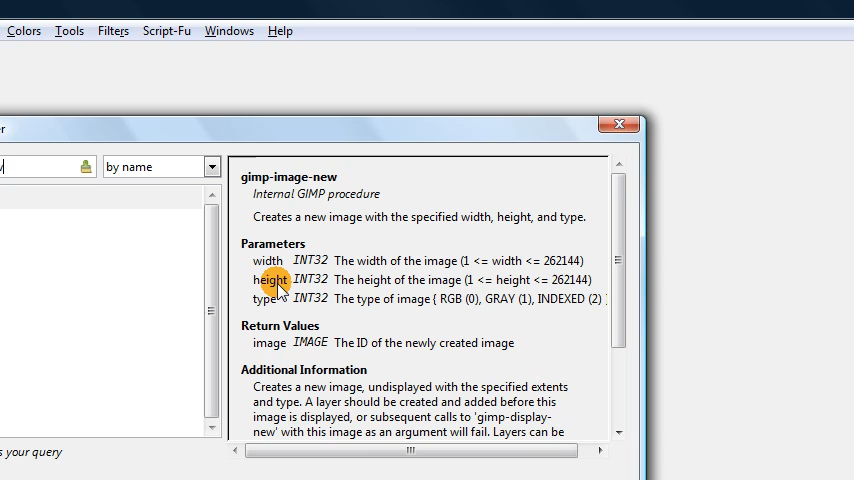 Colors Tools Filters Script-Fu Windows Help
er
by name
gimp-image-new
Internal GIMP procedure
Creates a new image with the specified width, height, and type.
Parameters
width INT32 The width of the image (1 <= width <= 262144)
height INT32 The height of the image (1 <= height <= 262144)
type INT32 The type of image { RGB (0), GRAY (1), INDEXED (2) }
Return Values
image IMAGE The ID of the newly created image
Additional Information
Creates a new image, undisplayed with the specified extents
and type. A layer should be created and added before this
image is displayed, or subsequent calls to 'gimp-display-
new' with this image as an argument will fail. Layers can be
s your query